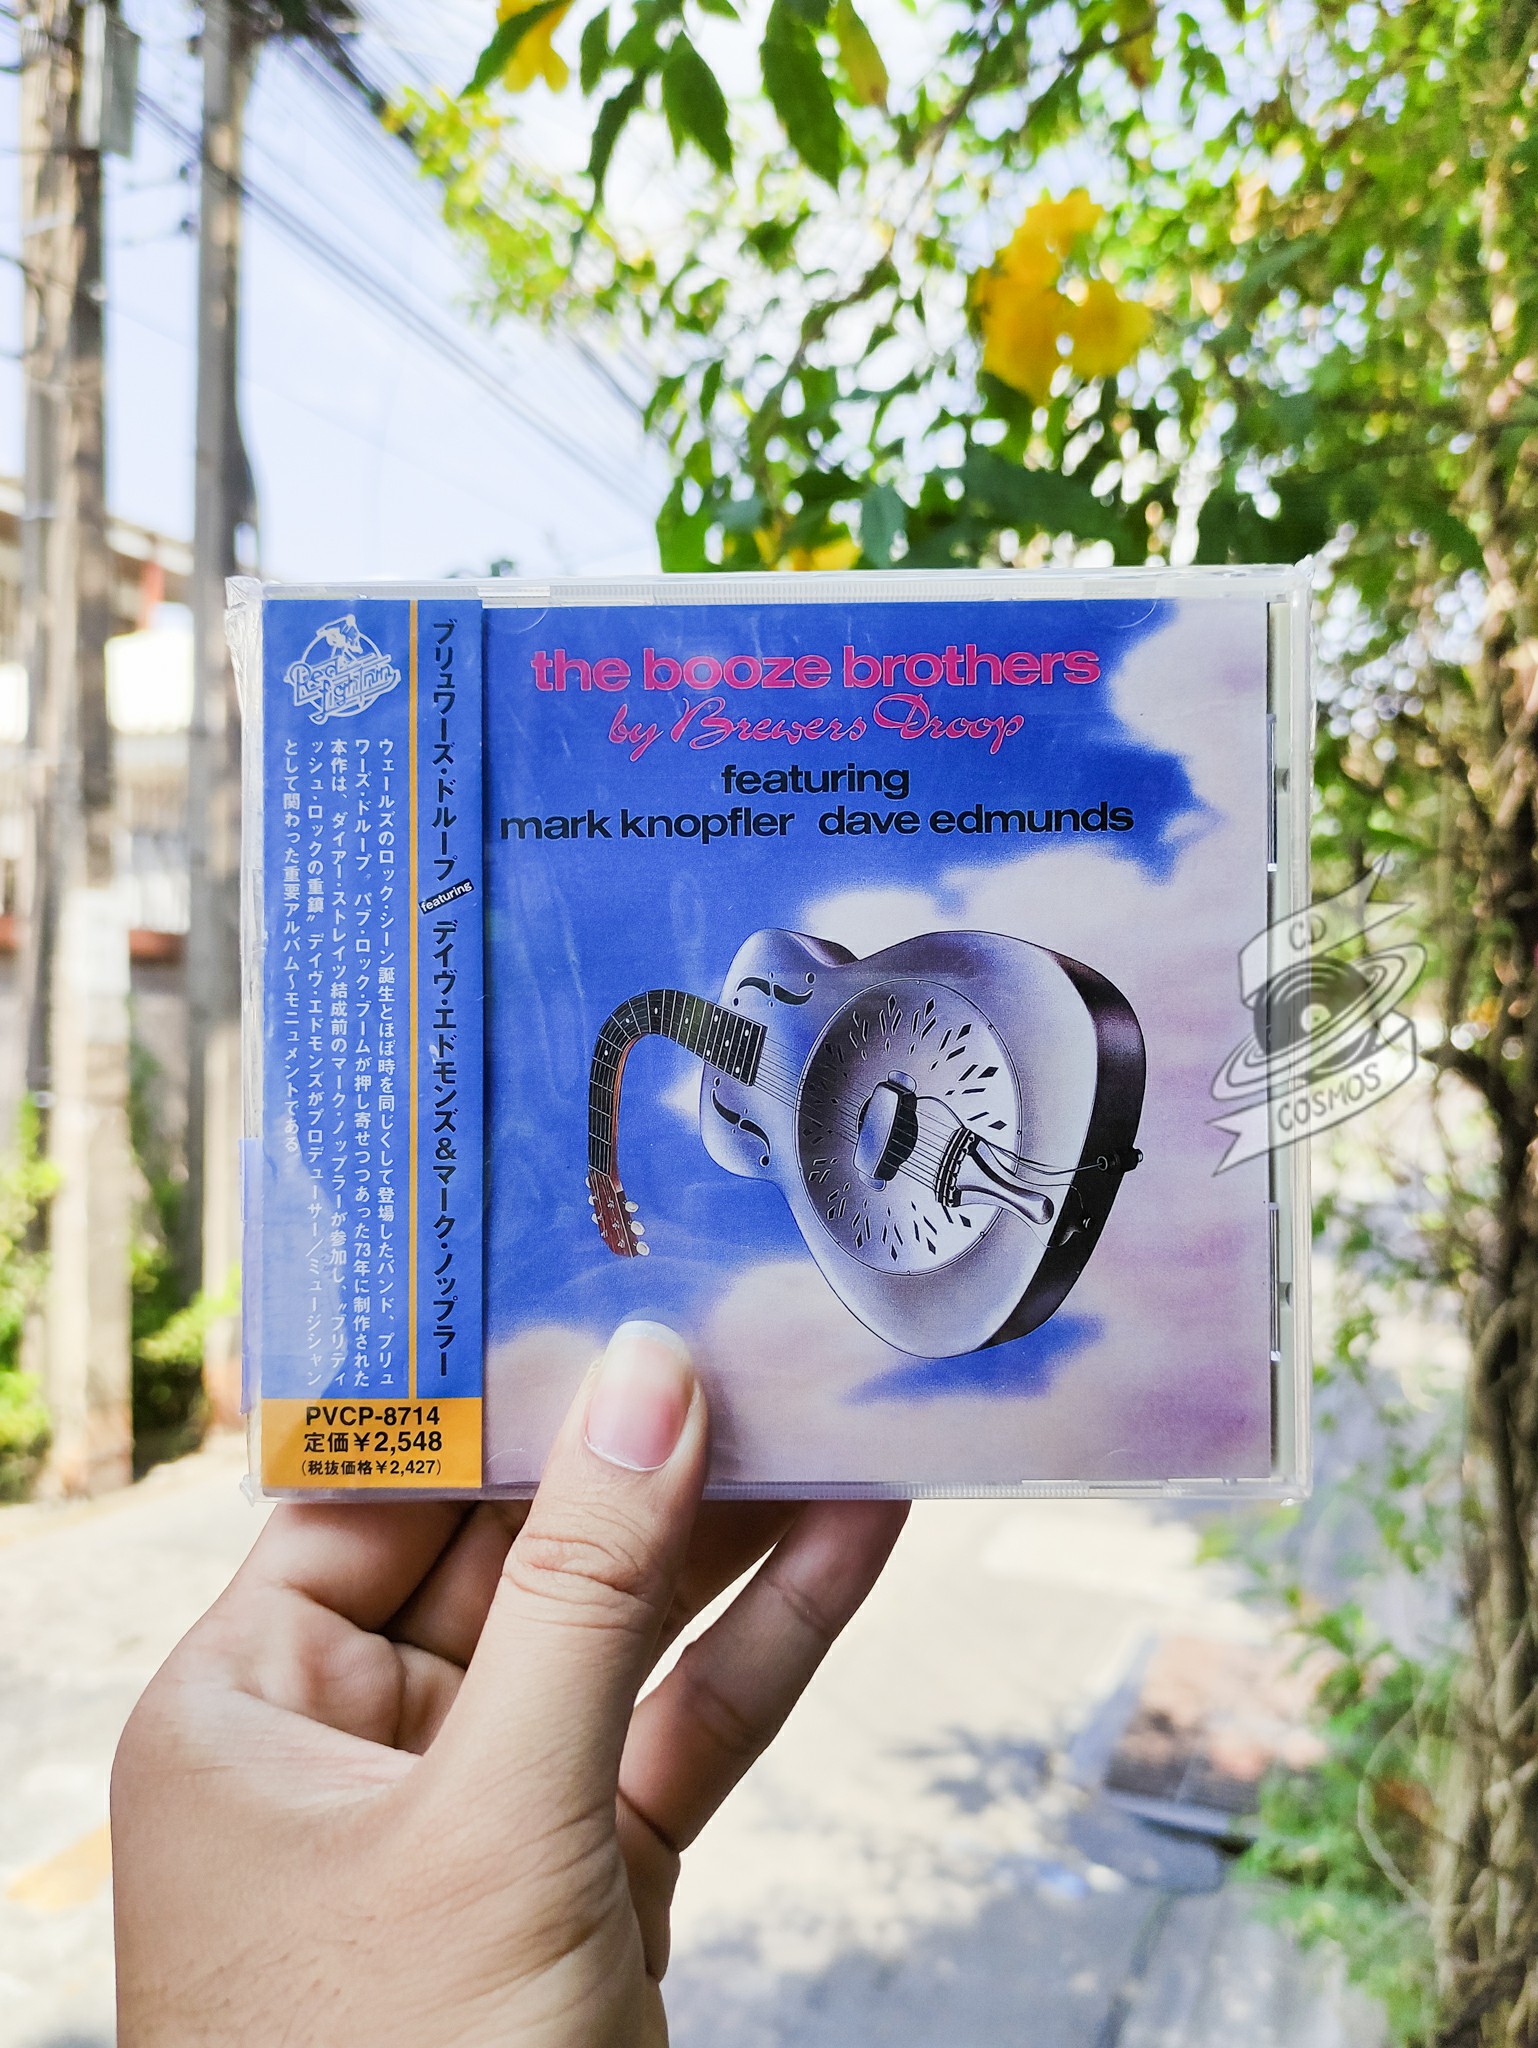 the booze brothers
by Brewers Droop
featuring
mark knopfler dave edmunds
ブリュワーズ・ドループ featuring デイヴ・エドモンズ&マーク・ノップラー
Red Lightnin'
ウェールズのロック・シーン誕生とほぼ時を同じくして登場したバンド、ブリュ
ワーズ・ドループ。パブ・ロック・ブームが押し寄せつつあった73年に制作された
本作は、ダイアー・ストレイツ結成前のマーク・ノップラーが参加し、"ブリティ
ッシュ・ロックの重鎮"デイヴ・エドモンズがプロデューサー/ミュージシャン
として関わった重要アルバム〜モニュメントである
PVCP-8714
定価¥2,548
(税抜価格¥2,427)
CD
COSMOS